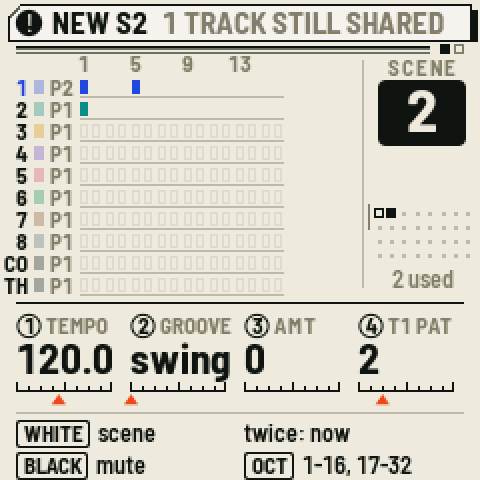 ! NEW S2 1 TRACK STILL SHARED
1 5 9 13
SCENE
2
1 P2
2 P1
3 P1
4 P1
5 P1
6 P1
7 P1
8 P1
CO P1
TH P1
2 used
1 TEMPO 2 GROOVE 3 AMT 4 T1 PAT
120.0 swing 0 2
WHITE scene twice: now
BLACK mute OCT 1-16, 17-32